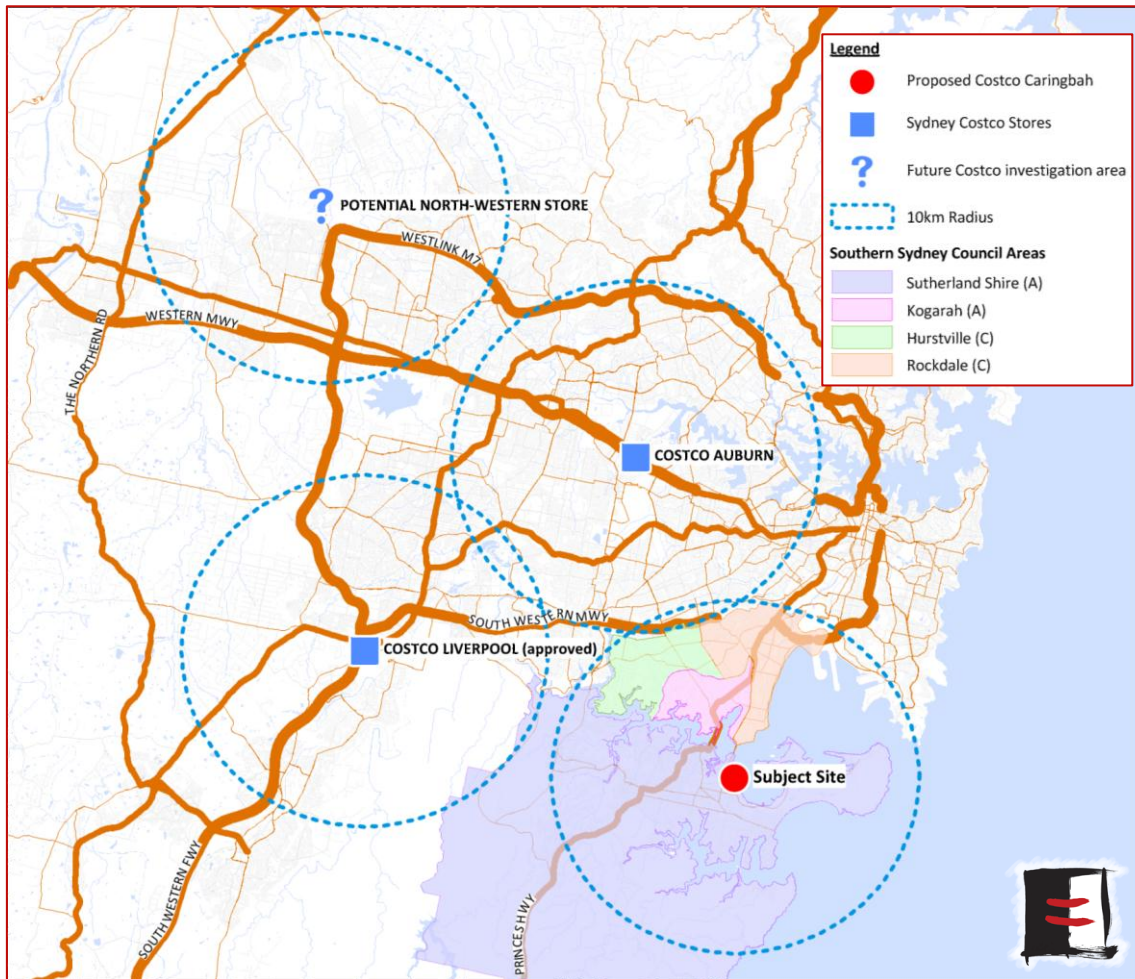 Legend
Proposed Costco Caringbah
Sydney Costco Stores
Future Costco investigation area
10km Radius
Southern Sydney Council Areas
Sutherland Shire (A)
Kogarah (A)
Hurstville (C)
Rockdale (C)
?
POTENTIAL NORTH-WESTERN STORE
WESTLINK M7
WESTERN MWY
THE NORTHERN RD
COSTCO AUBURN
SOUTH WESTERN MWY
COSTCO LIVERPOOL (approved)
Subject Site
PRINCES HWY
SOUTH WESTERN FWY